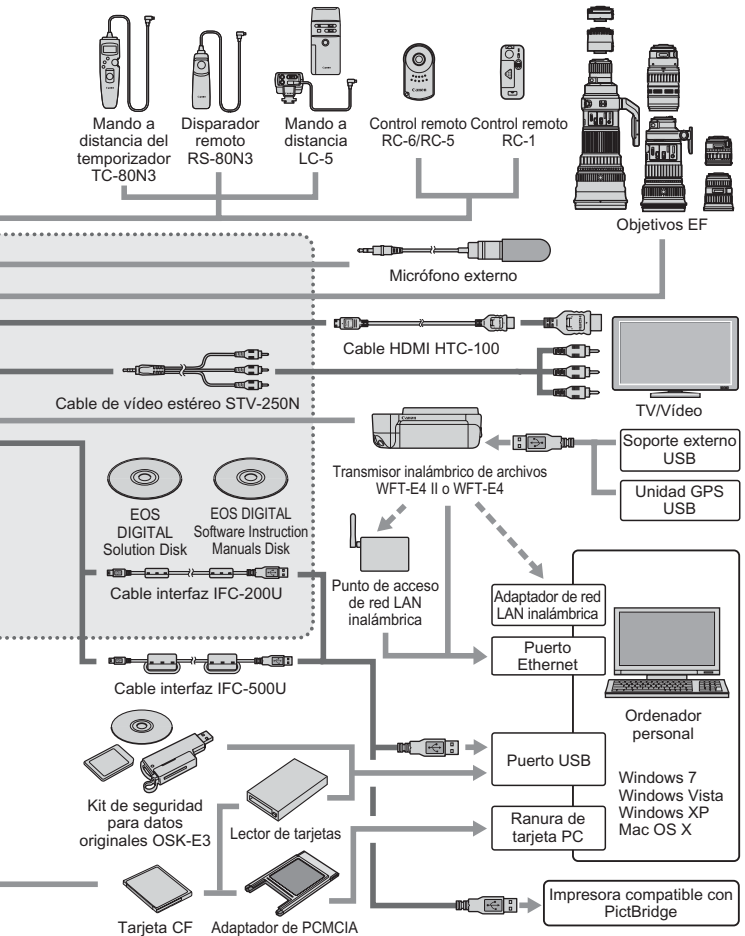 Mando a
distancia del
temporizador
TC-80N3
Disparador
remoto
RS-80N3
Mando a
distancia
LC-5
Control remoto
RC-6/RC-5
Control remoto
RC-1
Canon
Objetivos EF
Micrófono externo
Cable HDMI HTC-100
Cable de vídeo estéreo STV-250N
TV/Vídeo
Canon
Transmisor inalámbrico de archivos
WFT-E4 II o WFT-E4
Soporte externo
USB
Unidad GPS
USB
EOS
DIGITAL
Solution Disk
EOS DIGITAL
Software Instruction
Manuals Disk
Cable interfaz IFC-200U
Punto de acceso
de red LAN
inalámbrica
Adaptador de red
LAN inalámbrica
Puerto
Ethernet
Cable interfaz IFC-500U
Ordenador
personal
Puerto USB
Windows 7
Windows Vista
Windows XP
Mac OS X
Kit de seguridad
para datos
originales OSK-E3
Lector de tarjetas
Ranura de
tarjeta PC
Tarjeta CF
Adaptador de PCMCIA
Impresora compatible con
PictBridge